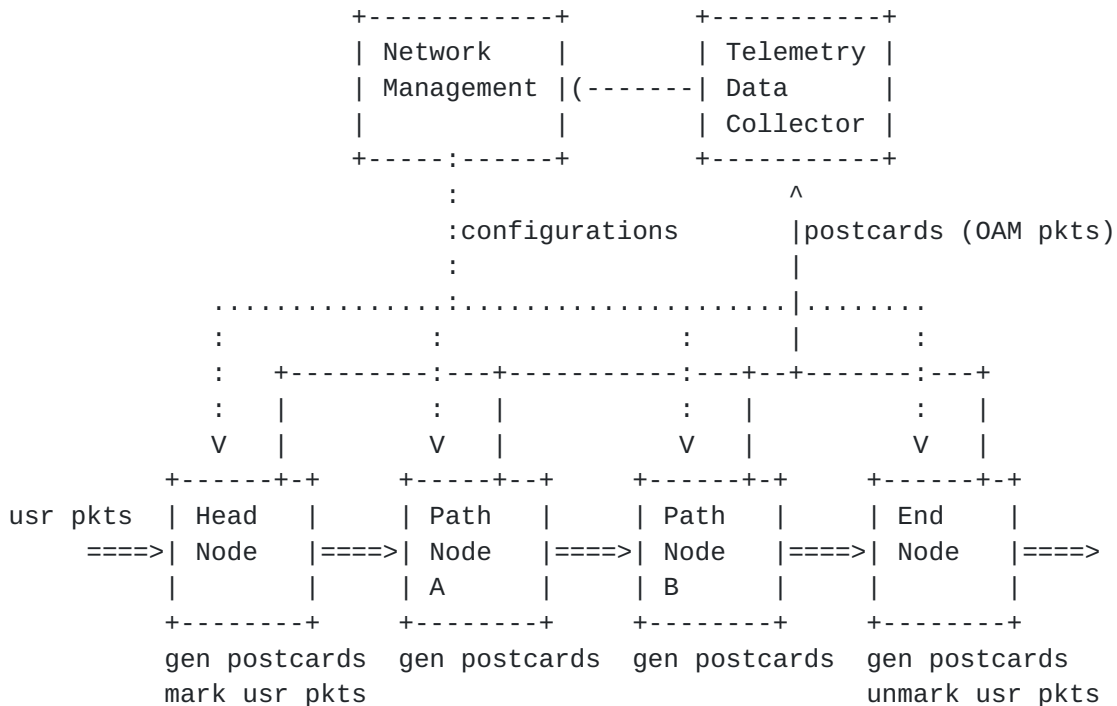 Network Telemetry
Management Data
Collector
configurations postcards (OAM pkts)
V V V V
usr pkts Head Path Path End
====> Node ====> Node ====> Node ====> Node ====>
A B
gen postcards gen postcards gen postcards gen postcards
mark usr pkts unmark usr pkts